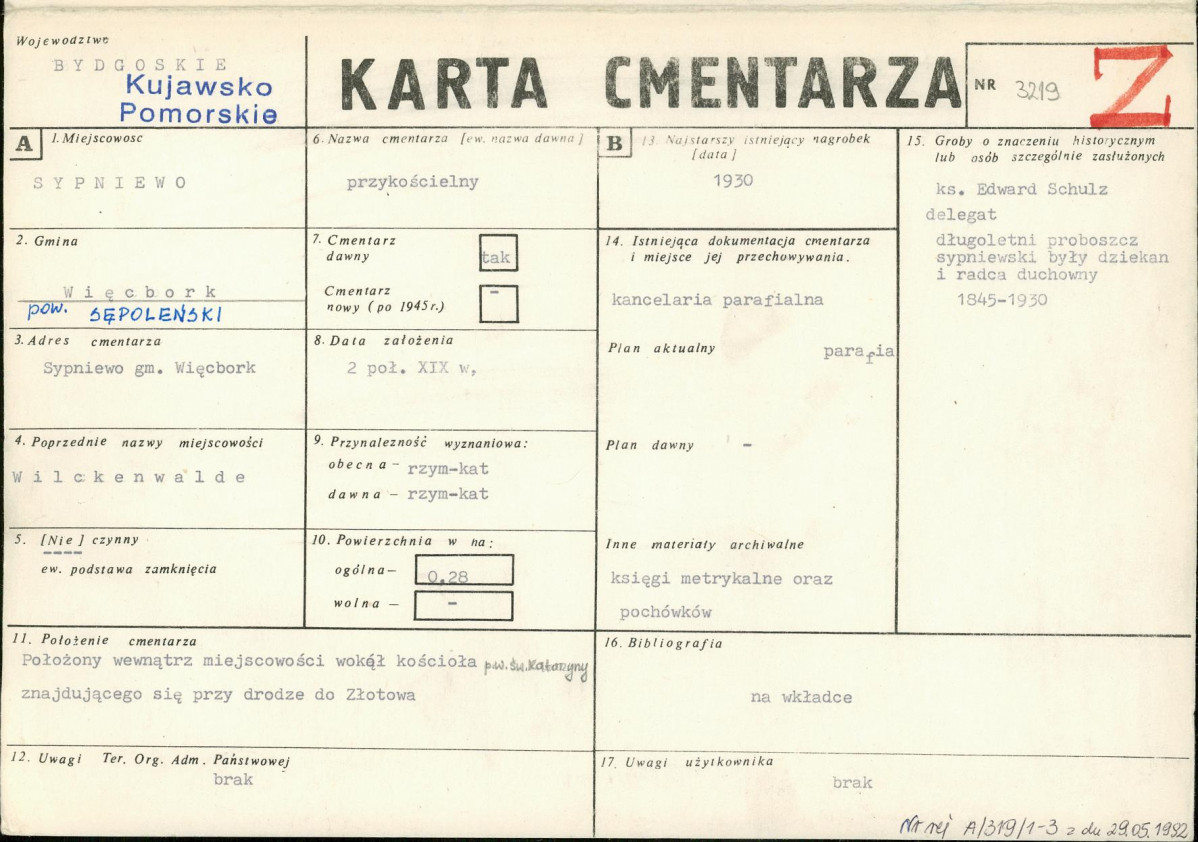 Województwo
BYDGOSKIE
Kujawsko
Pomorskie
KARTA CMENTARZA
NR 3219
Z
A
1. Miejscowosc
SYPNIEWO
2. Gmina
Więcbork
pow. SĘPOLEŃSKI
3. Adres cmentarza
Sypniewo gm. Więcbork
4. Poprzednie nazwy miejscowości
Wilckenwalde
5. [Nie] czynny
----
ew. podstawa zamknięcia
6. Nazwa cmentarza [ew. nazwa dawna]
przykościelny
7. Cmentarz
dawny
tak
Cmentarz
nowy (po 1945 r.)
-
8. Data założenia
2 poł. XIX w,
9. Przynależność wyznaniowa:
obecna - rzym-kat
dawna - rzym-kat
10. Powierzchnia w ha:
ogólna - 0,28
wolna - -
11. Położenie cmentarza
Położony wewnątrz miejscowości wokół kościoła p.w. św. Katarzyny
znajdującego się przy drodze do Złotowa
12. Uwagi Ter. Org. Adm. Państwowej
brak
B
13. Najstarszy istniejący nagrobek
[data]
1930
14. Istniejąca dokumentacja cmentarza
i miejsce jej przechowywania.
kancelaria parafialna
Plan aktualny parafia
Plan dawny -
Inne materiały archiwalne
księgi metrykalne oraz
pochówków
15. Groby o znaczeniu historycznym
lub osób szczególnie zasłużonych
ks. Edward Schulz
delegat
długoletni proboszcz
sypniewski były dziekan
i radca duchowny
1845-1930
16. Bibliografia
na wkładce
17. Uwagi użytkownika
brak
Nr rej A/319/1-3 z dn 29.05.1992